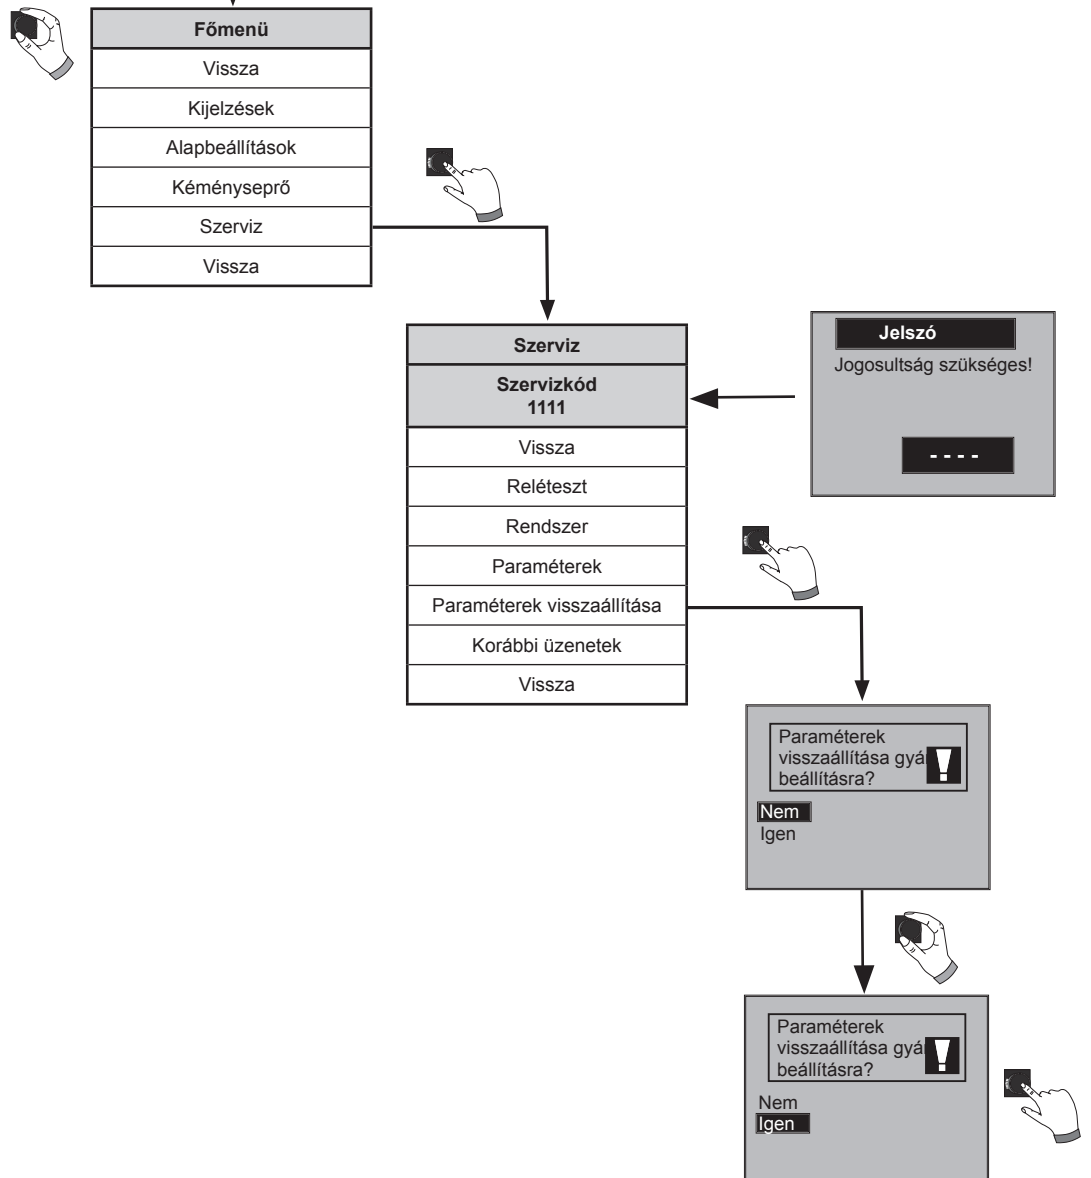 Főmenü
Vissza
Kijelzések
Alapbeállítások
Kéményseprő
Szerviz
Vissza
Szerviz
Szervizkód
1111
Vissza
Reléteszt
Rendszer
Paraméterek
Paraméterek visszaállítása
Korábbi üzenetek
Vissza
Jelszó
Jogosultság szükséges!
- - - -
Paraméterek
visszaállítása gyá
beállításra?
Nem
Igen
Paraméterek
visszaállítása gyá
beállításra?
Nem
Igen